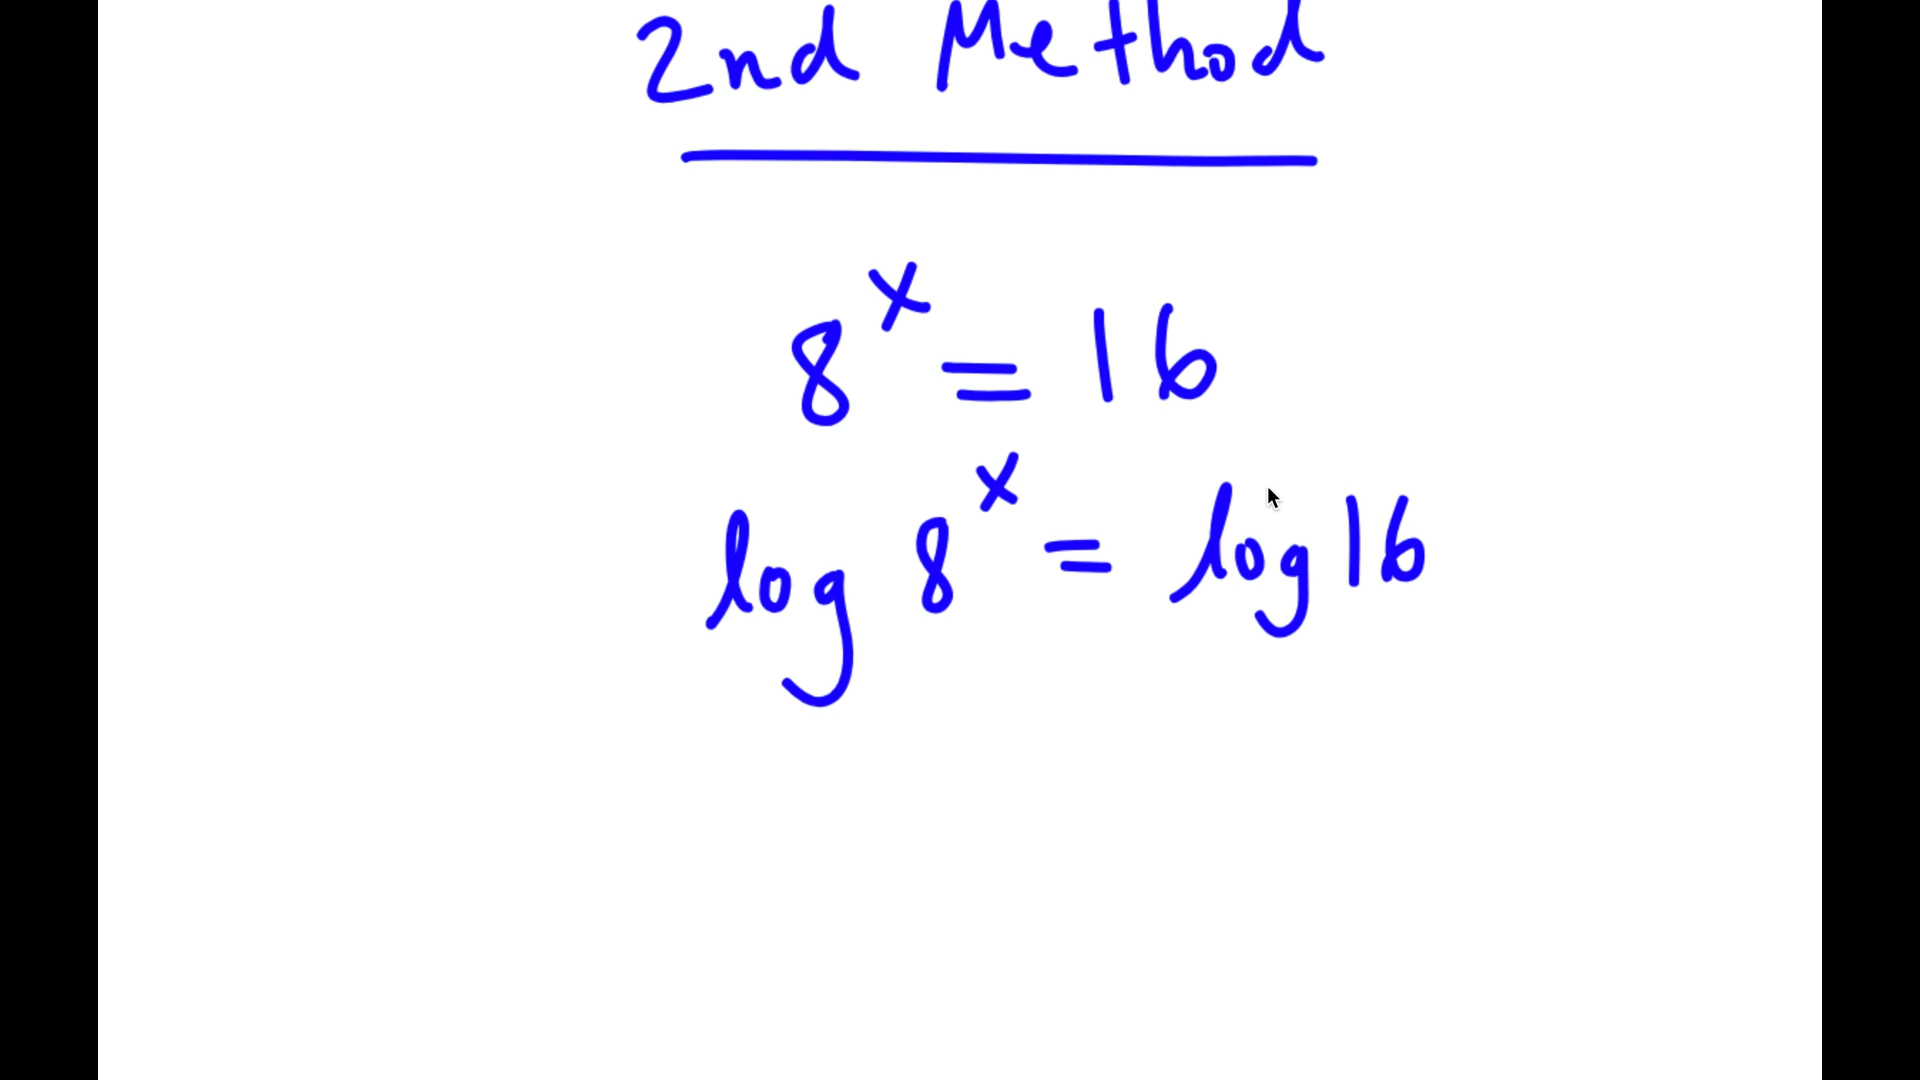 2nd Method
8^x = 16
log 8^x = log 16